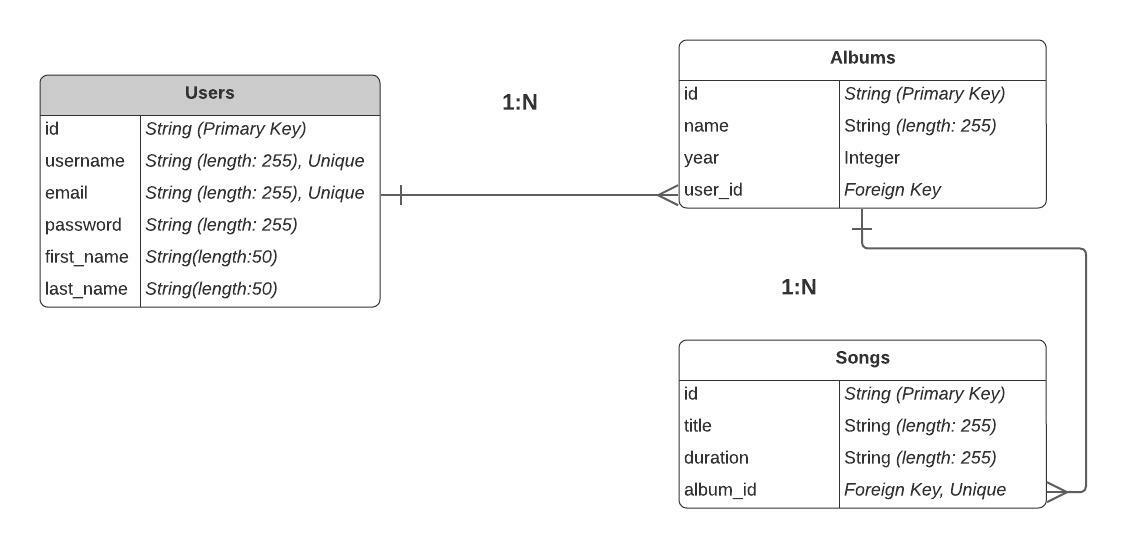 Users
id String (Primary Key)
username String (length: 255), Unique
email String (length: 255), Unique
password String (length: 255)
first_name String(length:50)
last_name String(length:50)
1:N
Albums
id String (Primary Key)
name String (length: 255)
year Integer
user_id Foreign Key
1:N
Songs
id String (Primary Key)
title String (length: 255)
duration String (length: 255)
album_id Foreign Key, Unique